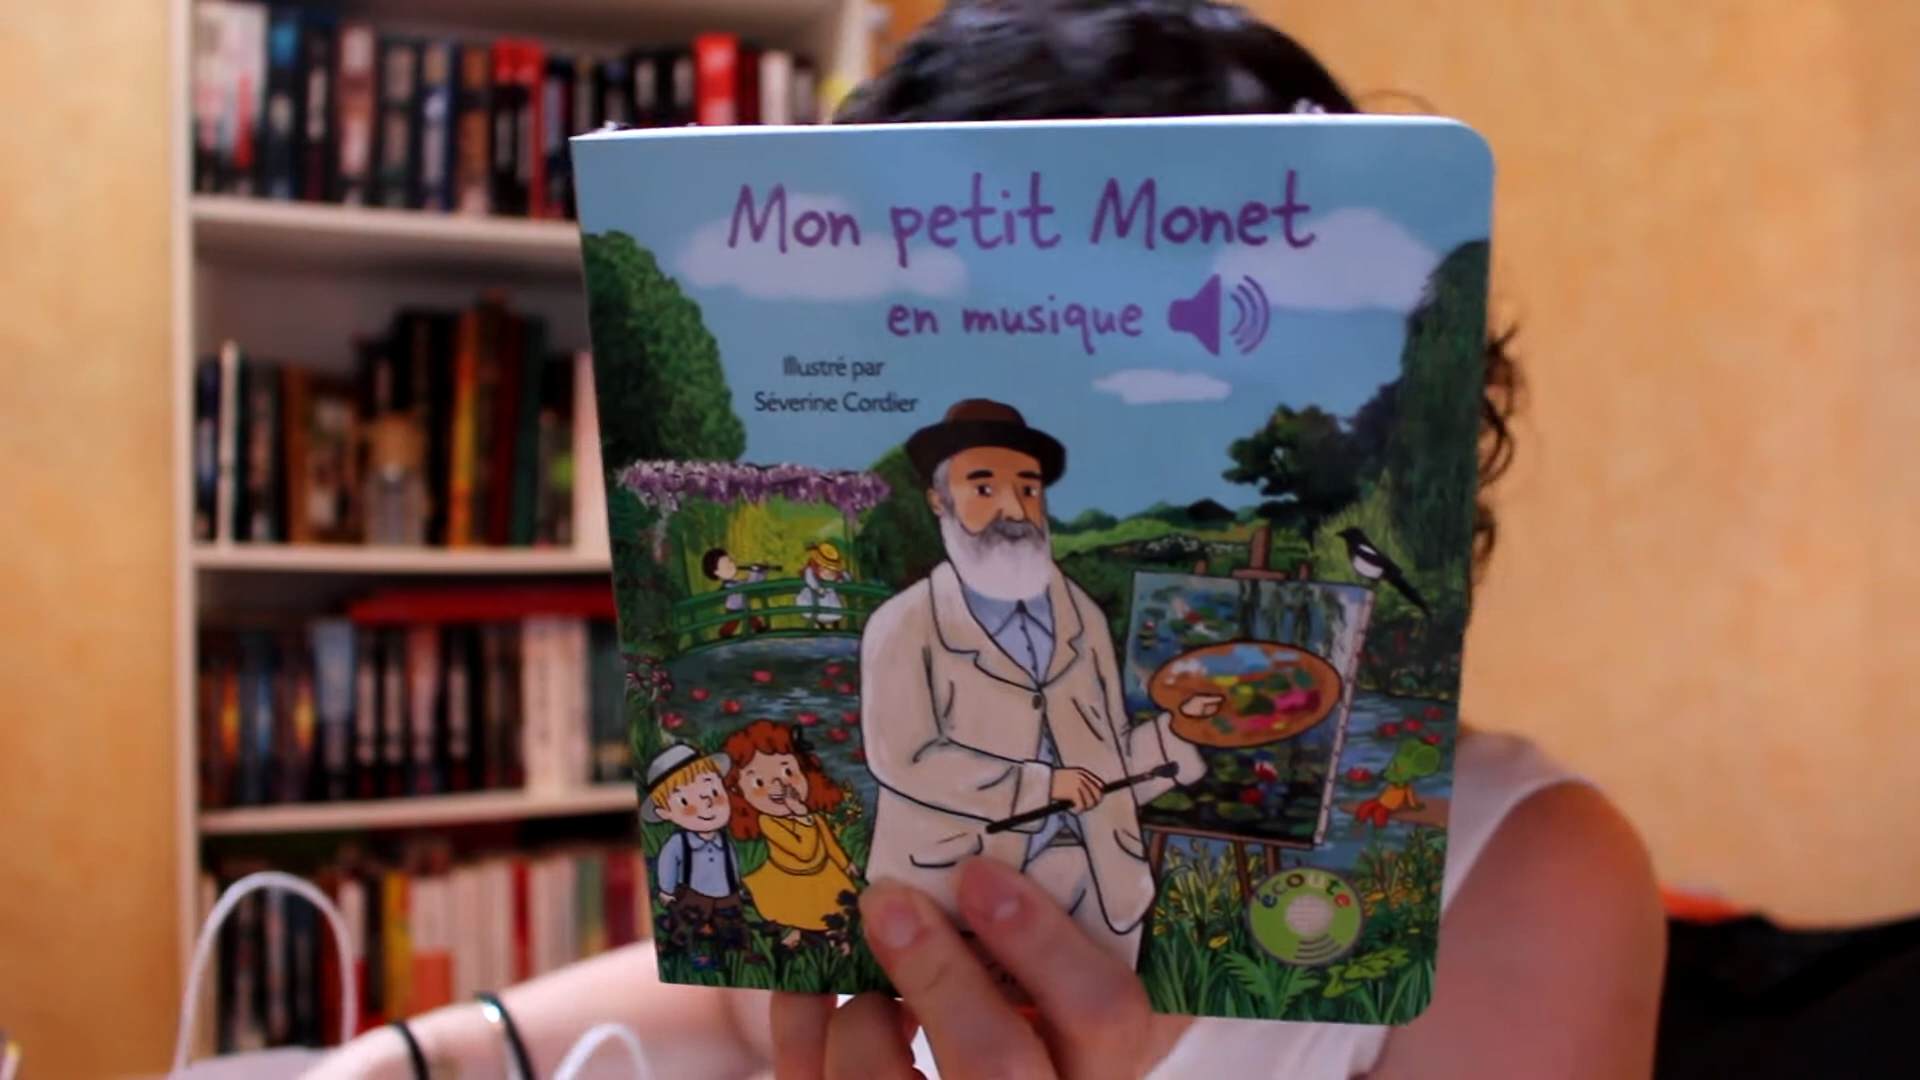 Mon petit Monet
en musique
Illustré par
Séverine Cordier
écoute